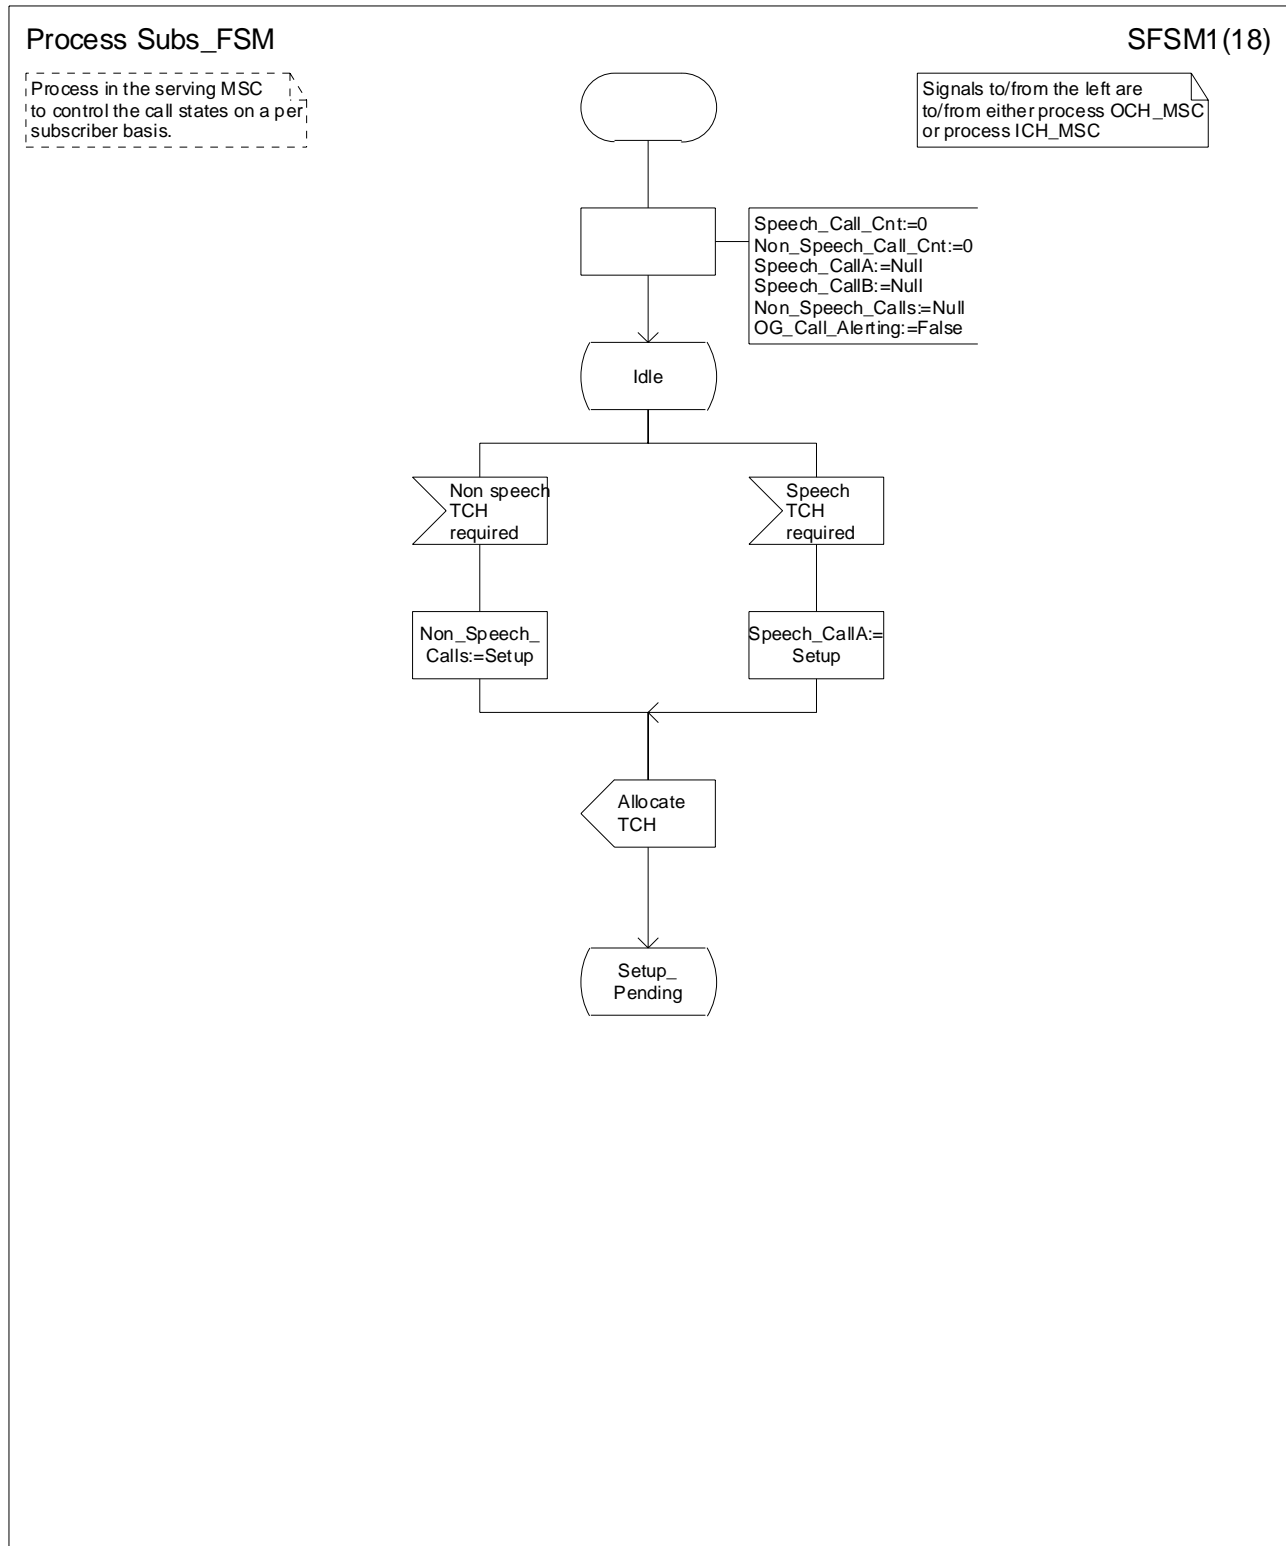 Process Subs_FSM
SFSM1(18)
Process in the serving MSC
to control the call states on a per
subscriber basis.
Signals to/from the left are
to/from either process OCH_MSC
or process ICH_MSC
Speech_Call_Cnt:=0
Non_Speech_Call_Cnt:=0
Speech_CallA:=Null
Speech_CallB:=Null
Non_Speech_Calls:=Null
OG_Call_Alerting:=False
Idle
Non speech
TCH
required
Speech
TCH
required
Non_Speech_
Calls:=Setup
Speech_CallA:=
Setup
Allocate
TCH
Setup_
Pending